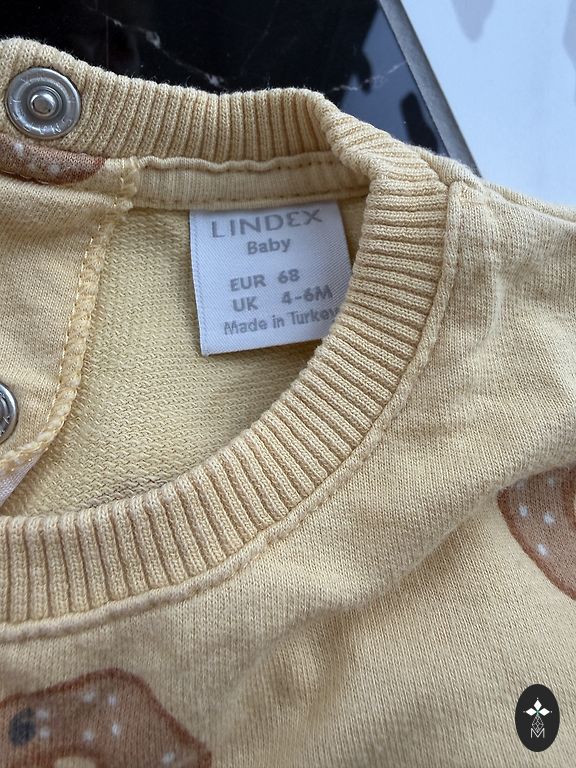 LINDEX
Baby
EUR 68
UK 4-6M
Made in Turkey
M